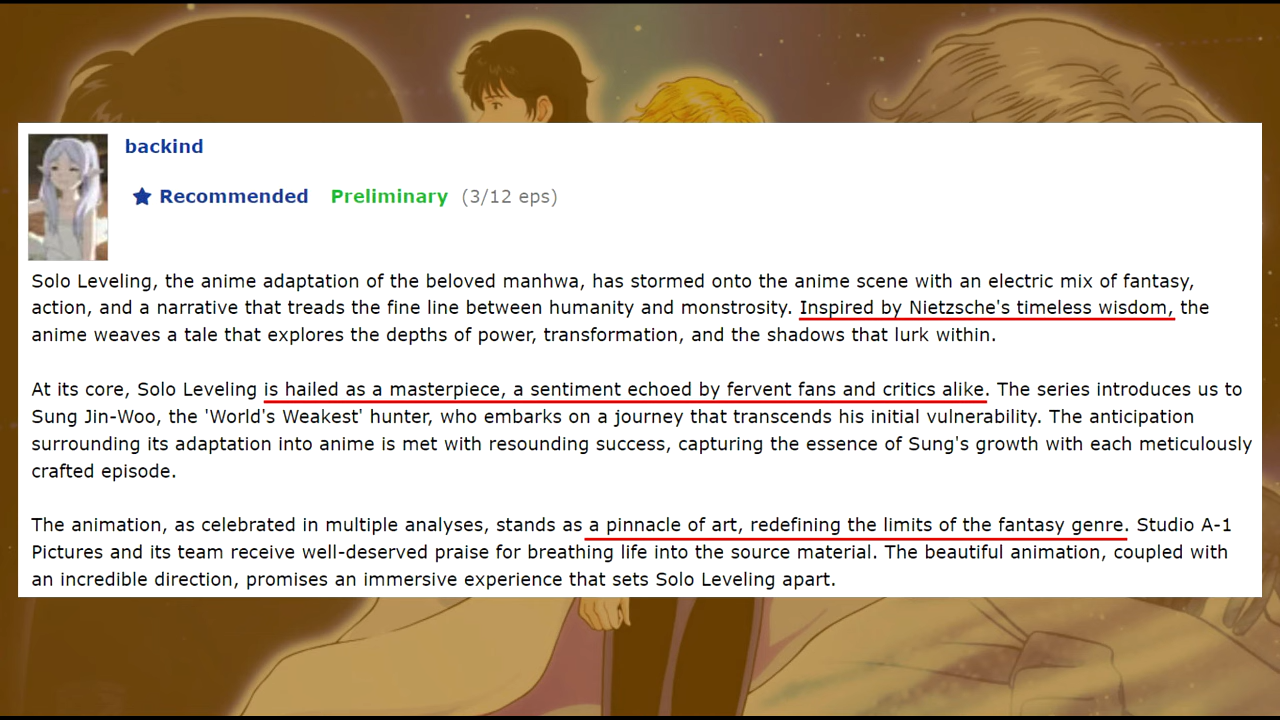 backind
Recommended Preliminary (3/12 eps)
Solo Leveling, the anime adaptation of the beloved manhwa, has stormed onto the anime scene with an electric mix of fantasy,
action, and a narrative that treads the fine line between humanity and monstrosity. Inspired by Nietzsche's timeless wisdom, the
anime weaves a tale that explores the depths of power, transformation, and the shadows that lurk within.
At its core, Solo Leveling is hailed as a masterpiece, a sentiment echoed by fervent fans and critics alike. The series introduces us to
Sung Jin-Woo, the 'World's Weakest' hunter, who embarks on a journey that transcends his initial vulnerability. The anticipation
surrounding its adaptation into anime is met with resounding success, capturing the essence of Sung's growth with each meticulously
crafted episode.
The animation, as celebrated in multiple analyses, stands as a pinnacle of art, redefining the limits of the fantasy genre. Studio A-1
Pictures and its team receive well-deserved praise for breathing life into the source material. The beautiful animation, coupled with
an incredible direction, promises an immersive experience that sets Solo Leveling apart.